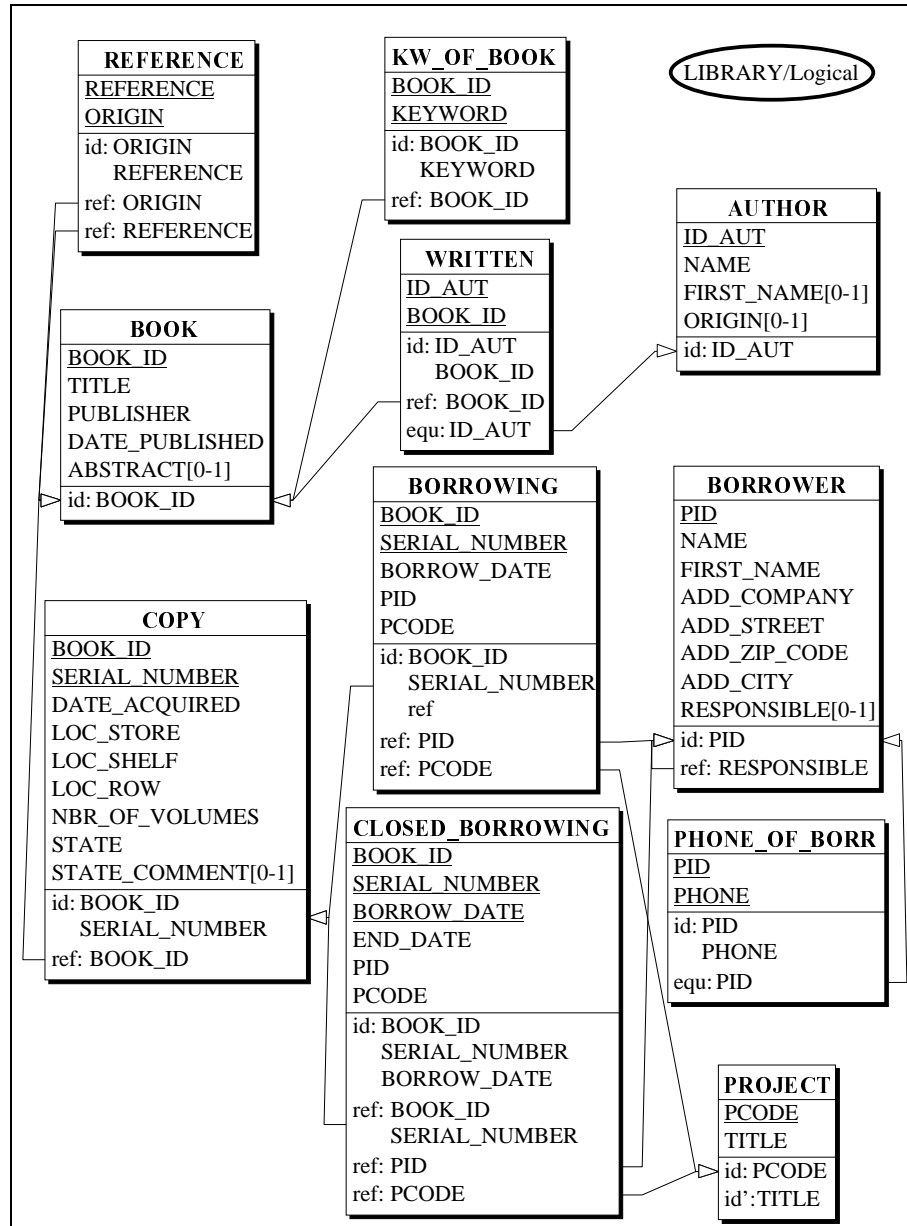 REFERENCE
REFERENCE
ORIGIN
id: ORIGIN
REFERENCE
ref: ORIGIN
ref: REFERENCE
KW_OF_BOOK
BOOK_ID
KEYWORD
id: BOOK_ID
KEYWORD
ref: BOOK_ID
LIBRARY/Logical
AUTHOR
ID_AUT
NAME
FIRST_NAME[0-1]
ORIGIN[0-1]
id: ID_AUT
WRITTEN
ID_AUT
BOOK_ID
id: ID_AUT
BOOK_ID
ref: BOOK_ID
equ: ID_AUT
BOOK
BOOK_ID
TITLE
PUBLISHER
DATE_PUBLISHED
ABSTRACT[0-1]
id: BOOK_ID
BORROWING
BOOK_ID
SERIAL_NUMBER
BORROW_DATE
PID
PCODE
id: BOOK_ID
SERIAL_NUMBER
ref
ref: PID
ref: PCODE
BORROWER
PID
NAME
FIRST_NAME
ADD_COMPANY
ADD_STREET
ADD_ZIP_CODE
ADD_CITY
RESPONSIBLE[0-1]
id: PID
ref: RESPONSIBLE
COPY
BOOK_ID
SERIAL_NUMBER
DATE_ACQUIRED
LOC_STORE
LOC_SHELF
LOC_ROW
NBR_OF_VOLUMES
STATE
STATE_COMMENT[0-1]
id: BOOK_ID
SERIAL_NUMBER
ref: BOOK_ID
CLOSED_BORROWING
BOOK_ID
SERIAL_NUMBER
BORROW_DATE
END_DATE
PID
PCODE
id: BOOK_ID
SERIAL_NUMBER
BORROW_DATE
ref: BOOK_ID
SERIAL_NUMBER
ref: PID
ref: PCODE
PHONE_OF_BORR
PID
PHONE
id: PID
PHONE
equ: PID
PROJECT
PCODE
TITLE
id: PCODE
id':TITLE